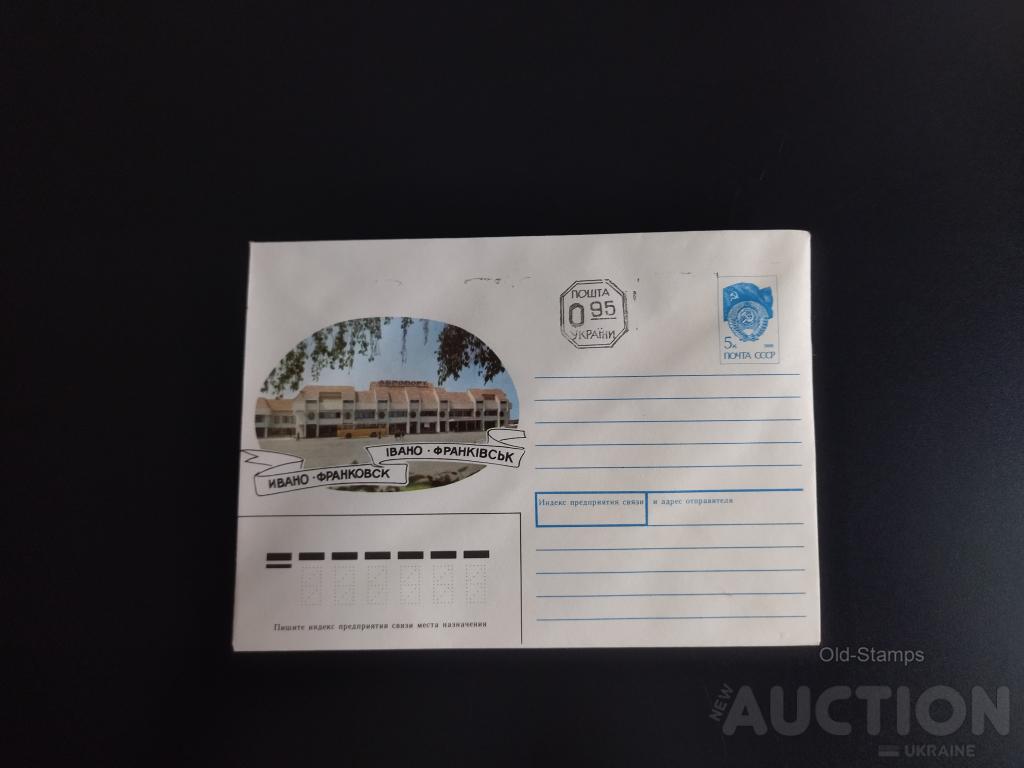 ПОШТА
0 95
УКРАЇНИ
5к
ПОЧТА СССР
АЕРОПОРТ
ІВАНО · ФРАНКІВСЬК
ИВАНО · ФРАНКОВСК
Индекс предприятия связи и адрес отправителя
Пишите индекс предприятия связи места назначения
Old-Stamps
NEW AUCTION
UKRAINE